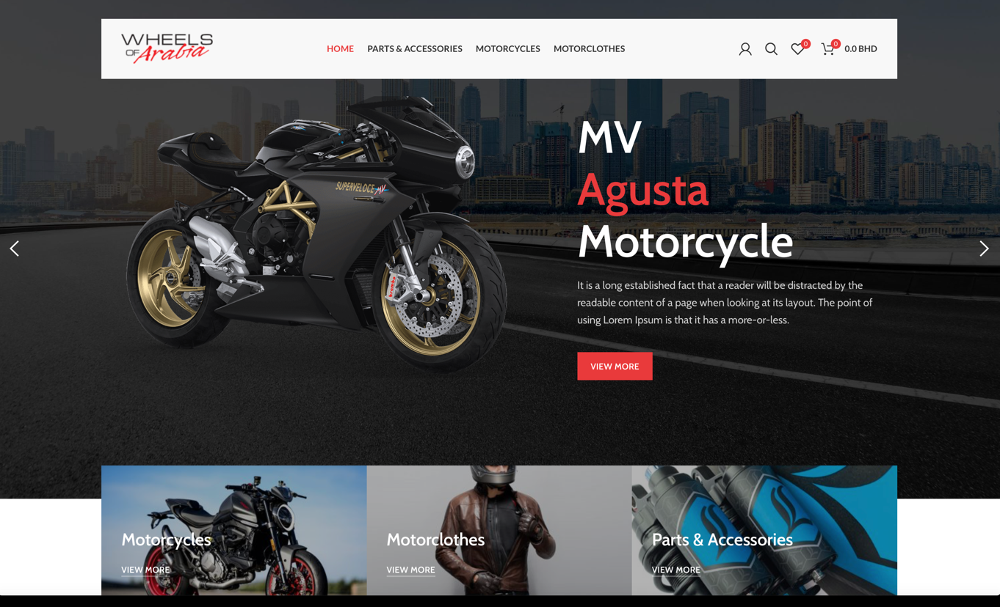 WHEELS
OF Arabia
HOME PARTS & ACCESSORIES MOTORCYCLES MOTORCLOTHES
0 0 0.0 BHD
SUPERVELOCE MV
brembo
MV
Agusta
Motorcycle
It is a long established fact that a reader will be distracted by the
readable content of a page when looking at its layout. The point of
using Lorem Ipsum is that it has a more-or-less.
VIEW MORE
Motorcycles Motorclothes Parts & Accessories
VIEW MORE VIEW MORE VIEW MORE